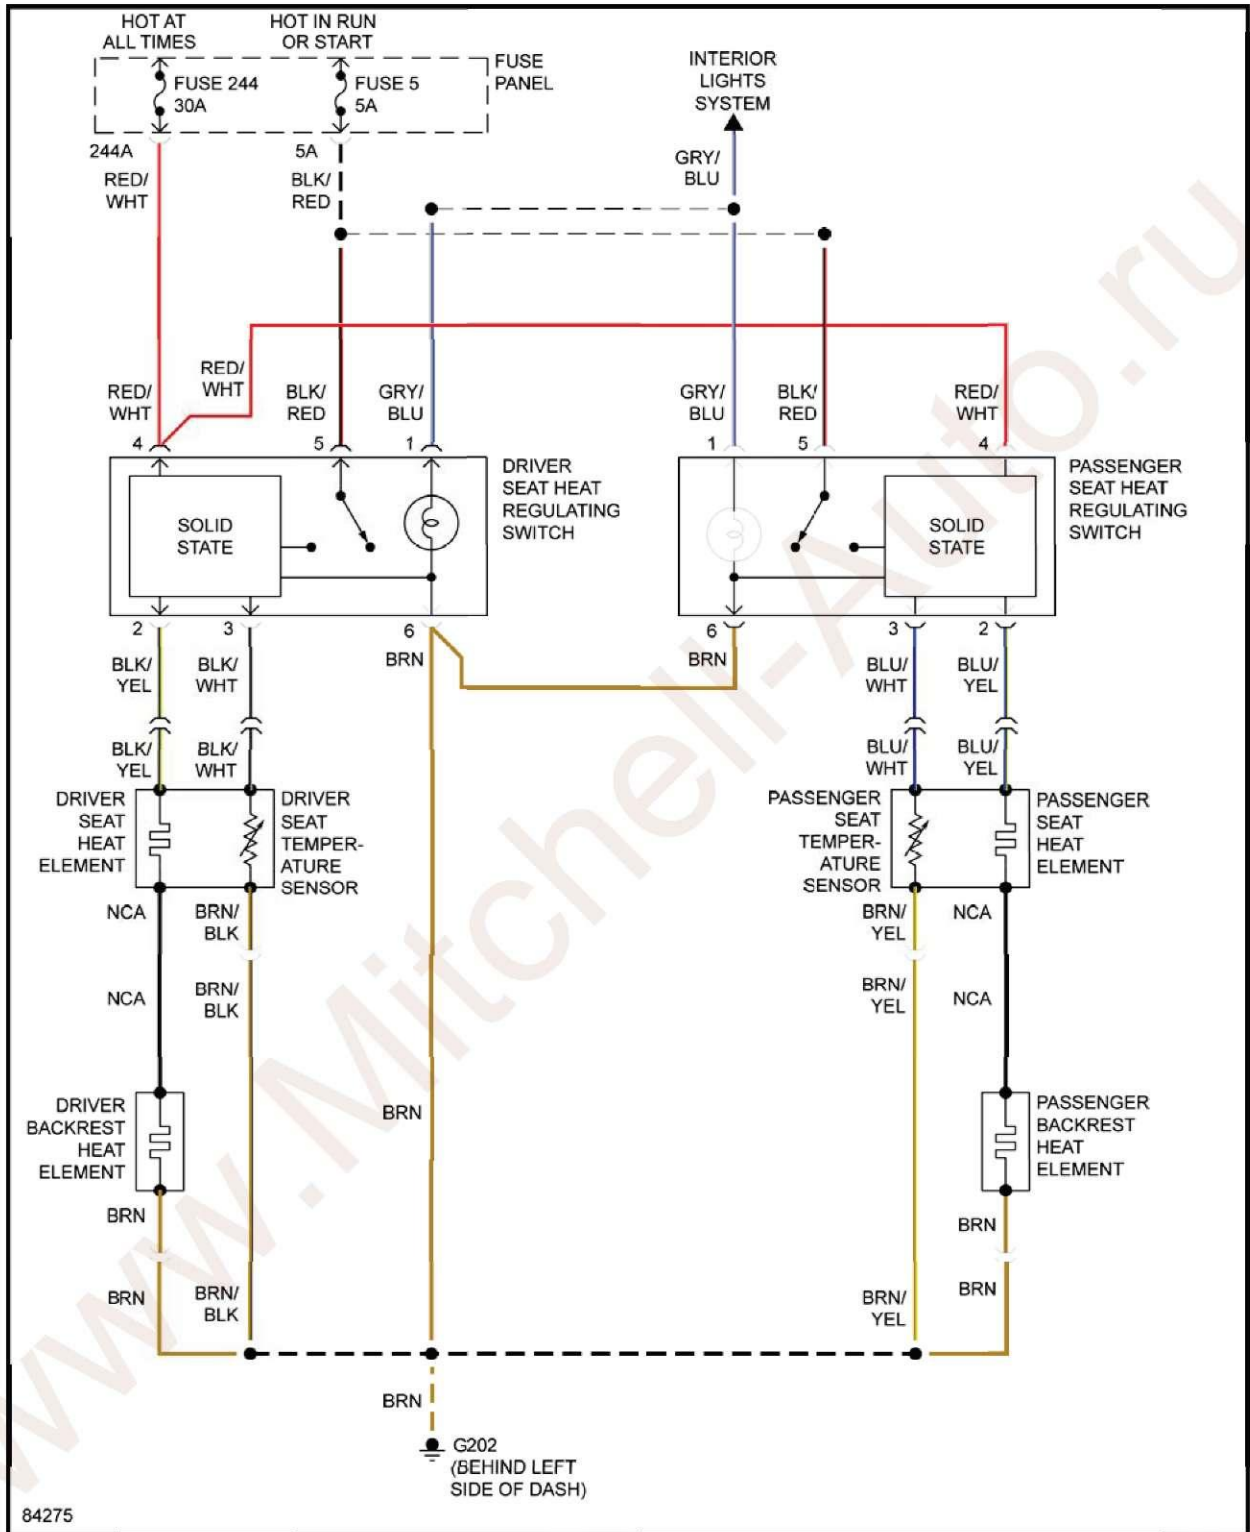 HOT AT
ALL TIMES
HOT IN RUN
OR START
FUSE
PANEL
FUSE 244
30A
FUSE 5
5A
INTERIOR
LIGHTS
SYSTEM
244A
5A
RED/
WHT
BLK/
RED
GRY/
BLU
RED/
WHT
RED/
WHT
BLK/
RED
GRY/
BLU
GRY/
BLU
BLK/
RED
RED/
WHT
4
5
1
1
5
4
SOLID
STATE
DRIVER
SEAT HEAT
REGULATING
SWITCH
SOLID
STATE
PASSENGER
SEAT HEAT
REGULATING
SWITCH
2
3
6
6
3
2
BLK/
YEL
BLK/
WHT
BRN
BRN
BLU/
WHT
BLU/
YEL
BLK/
YEL
BLK/
WHT
BLU/
WHT
BLU/
YEL
DRIVER
SEAT
HEAT
ELEMENT
DRIVER
SEAT
TEMPER-
ATURE
SENSOR
PASSENGER
SEAT
TEMPER-
ATURE
SENSOR
PASSENGER
SEAT
HEAT
ELEMENT
NCA
BRN/
BLK
BRN/
YEL
NCA
NCA
BRN/
BLK
BRN/
YEL
NCA
DRIVER
BACKREST
HEAT
ELEMENT
BRN
PASSENGER
BACKREST
HEAT
ELEMENT
BRN
BRN
BRN
BRN/
BLK
BRN/
YEL
BRN
BRN
G202
(BEHIND LEFT
SIDE OF DASH)
84275
www.Mitchell-Auto.ru